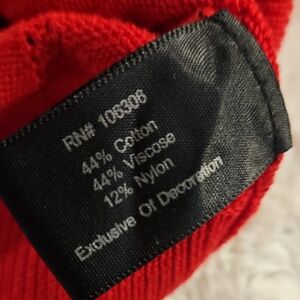 RN# 106306
44% Cotton
44% Viscose
12% Nylon
Exclusive Of Decoration